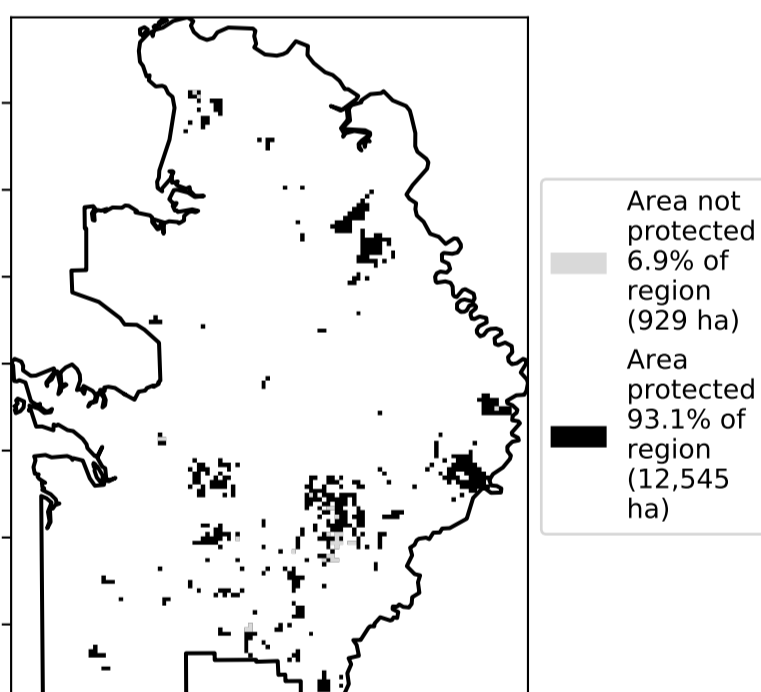 Area not
protected
6.9% of
region
(929 ha)
Area
protected
93.1% of
region
(12,545
ha)